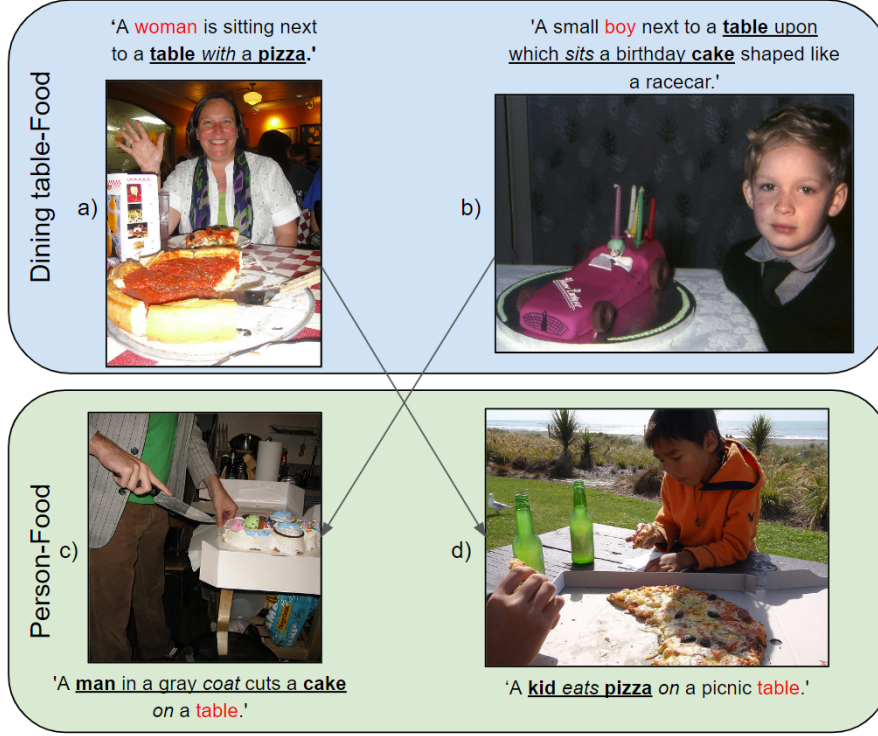 ‘A woman is sitting next
to a table with a pizza.'
'A small boy next to a table upon
which sits a birthday cake shaped like
a racecar.'
Dining table-Food
a)
b)
Person-Food
c)
d)
'A man in a gray coat cuts a cake
on a table.'
‘A kid eats pizza on a picnic table.'